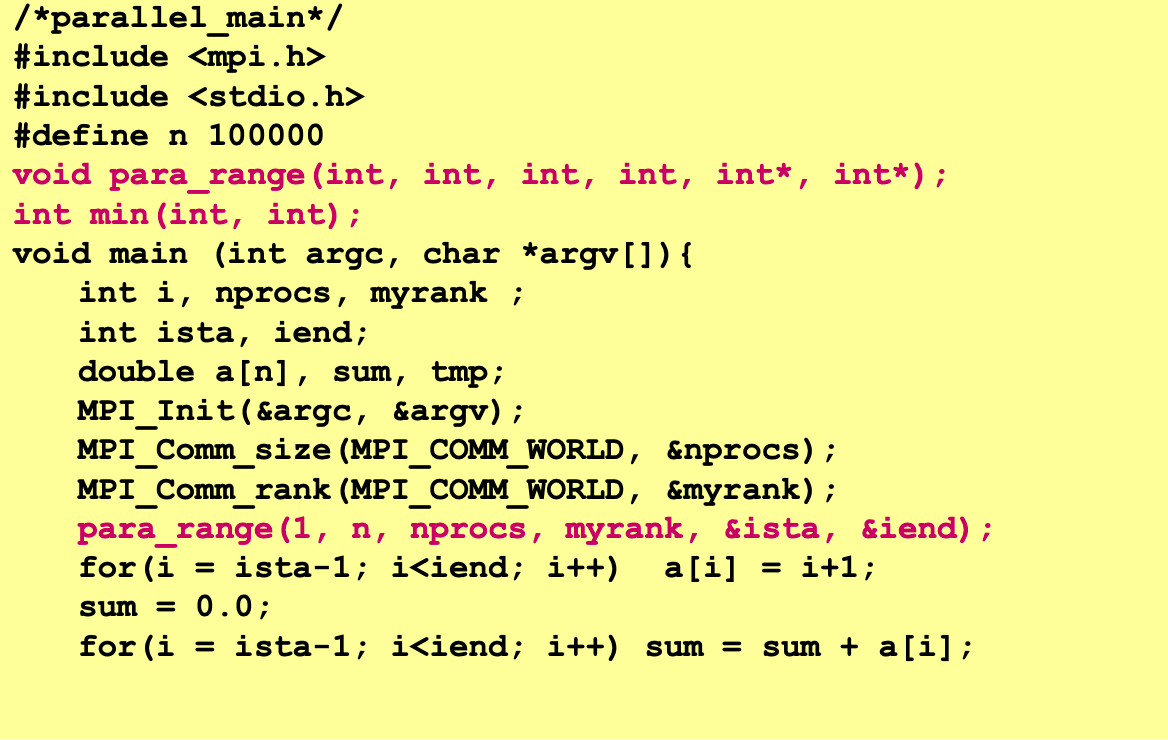 /*parallel_main*/
#include <mpi.h>
#include <stdio.h>
#define n 100000
void para_range(int, int, int, int, int*, int*);
int min(int, int);
void main (int argc, char *argv[]){
int i, nprocs, myrank ;
int ista, iend;
double a[n], sum, tmp;
MPI_Init(&argc, &argv);
MPI_Comm_size(MPI_COMM_WORLD, &nprocs);
MPI_Comm_rank(MPI_COMM_WORLD, &myrank);
para_range(1, n, nprocs, myrank, &ista, &iend);
for(i = ista-1; i<iend; i++)  a[i] = i+1;
sum = 0.0;
for(i = ista-1; i<iend; i++) sum = sum + a[i];